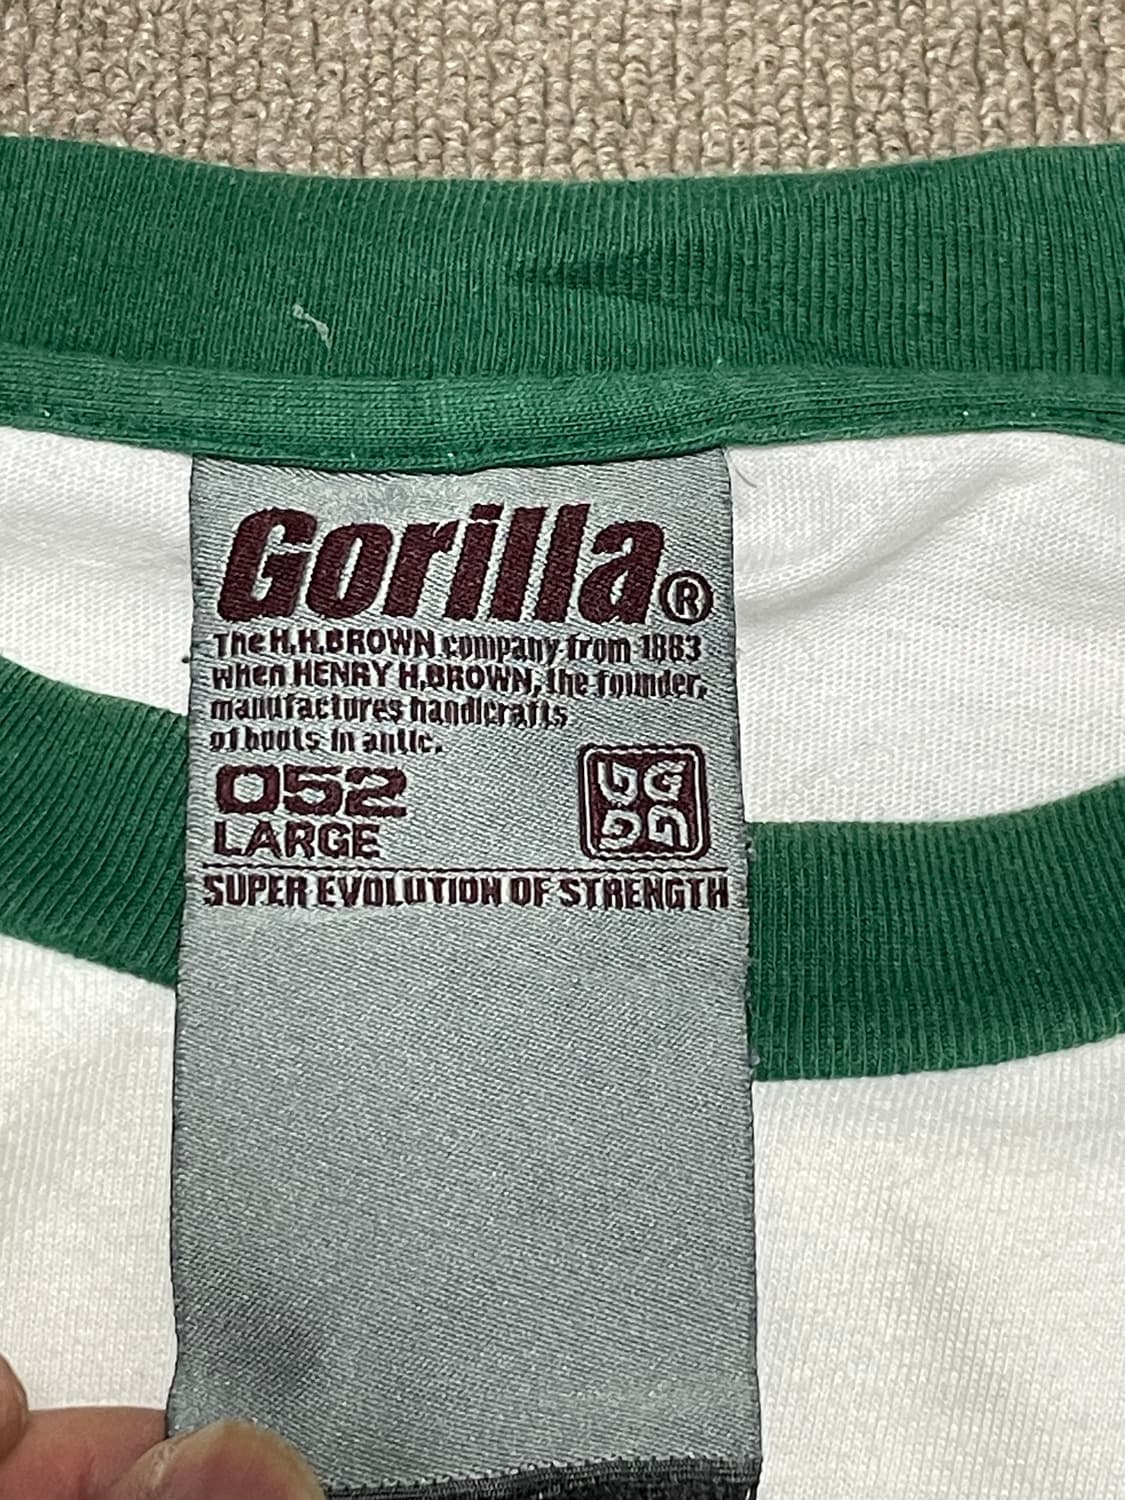 Gorilla®
The H.H.BROWN company from 1883
when HENRY H.BROWN, the founder,
manufactures handicrafts
of boots in antic.
052
LARGE
SUPER EVOLUTION OF STRENGTH